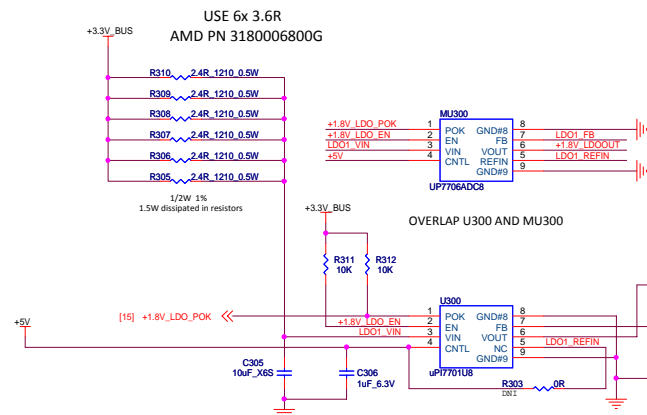 USE 6x 3.6R
AMD PN 3180006800G
+3.3V_BUS
R310 2.4R_1210_0.5W
R309 2.4R_1210_0.5W
R308 2.4R_1210_0.5W
R307 2.4R_1210_0.5W
R306 2.4R_1210_0.5W
R305 2.4R_1210_0.5W
1/2W 1%
1.5W dissipated in resistors
MU300
+1.8V_LDO_POK 1 POK GND#8 8
+1.8V_LDO_EN 2 EN FB 7 LDO1_FB
LDO1_VIN 3 VIN VOUT 6 +1.8V_LDOOUT
+5V 4 CNTL REFIN 5 LDO1_REFIN
GND#9 9
UP7706ADC8
+3.3V_BUS
OVERLAP U300 AND MU300
R311 R312
10K 10K
U300
[15] +1.8V_LDO_POK 1 POK GND#8 8
+1.8V_LDO_EN 2 EN FB 7
LDO1_VIN 3 VIN VOUT 6
+5V 4 CNTL NC 5 LDO1_REFIN
GND#9 9
uPI7701U8
C305
10uF_X6S
C306
1uF_6.3V
R303 0R
DNI